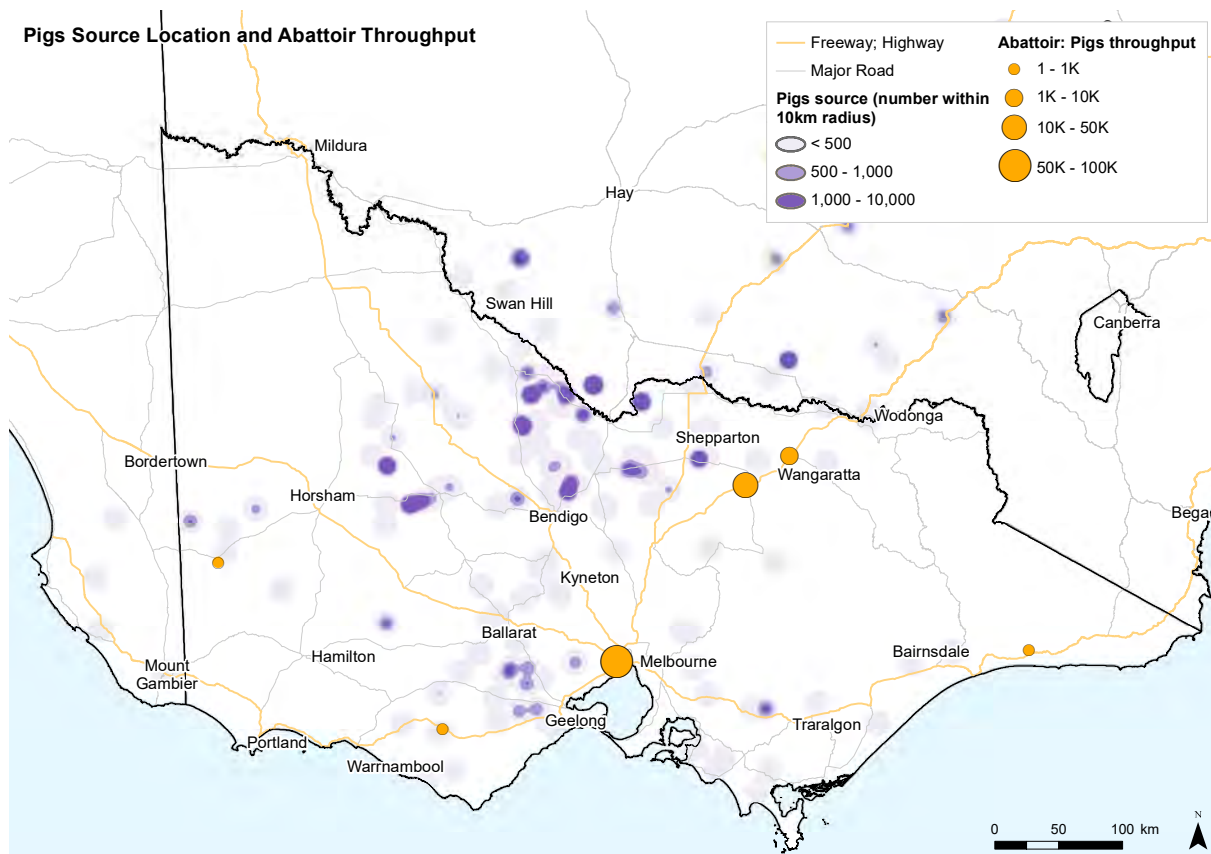 Pigs Source Location and Abattoir Throughput
Freeway; Highway
Major Road
Pigs source (number within
10km radius)
< 500
500 - 1,000
1,000 - 10,000
Abattoir: Pigs throughput
1 - 1K
1K - 10K
10K - 50K
50K - 100K
Mildura
Hay
Swan Hill
Canberra
Wodonga
Shepparton
Bordertown
Wangaratta
Horsham
Bendigo
Bega
Kyneton
Ballarat
Hamilton
Melbourne
Bairnsdale
Mount
Gambier
Geelong
Traralgon
Portland
Warrnambool
0 50 100 km
N